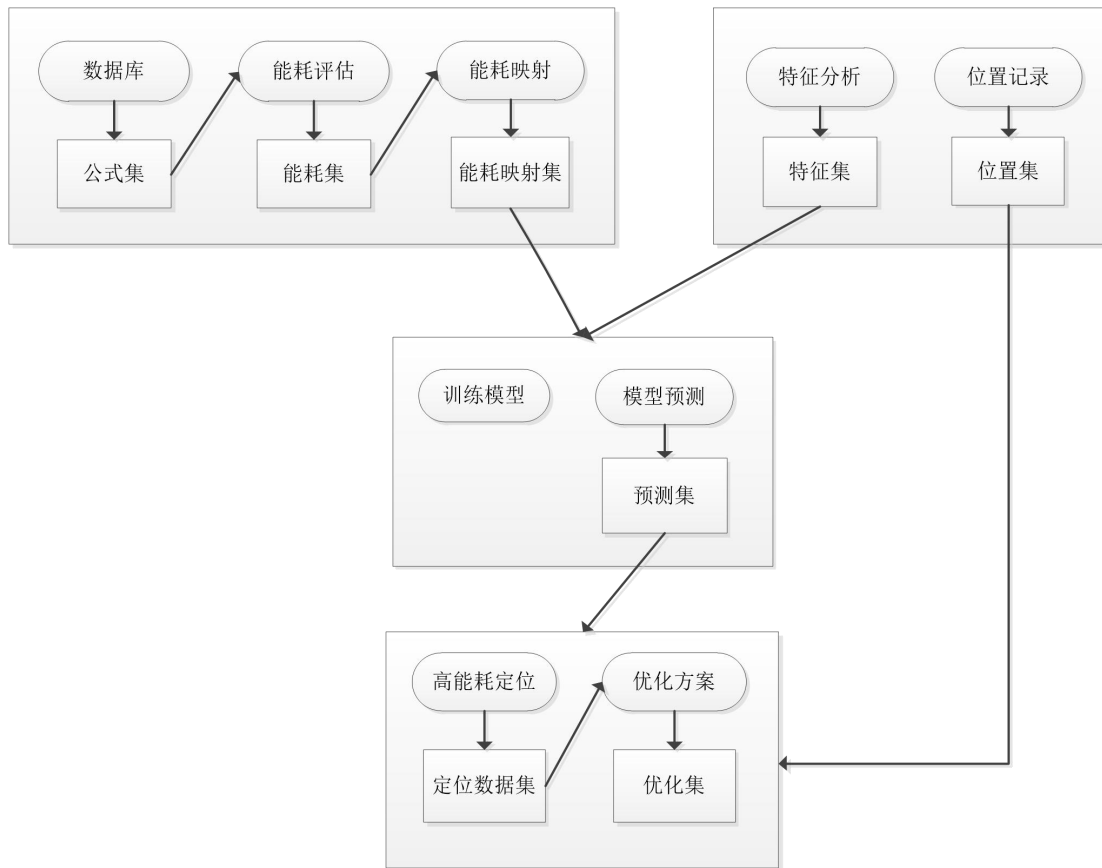 数据库
能耗评估
能耗映射
特征分析
位置记录
公式集
能耗集
能耗映射集
特征集
位置集
训练模型
模型预测
预测集
高能耗定位
优化方案
定位数据集
优化集